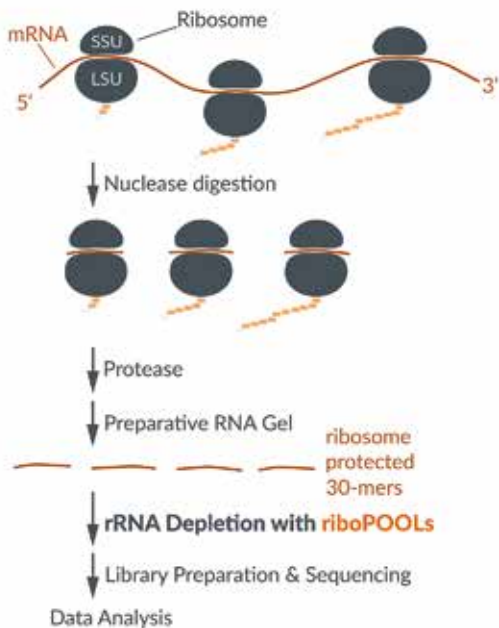 Ribosome
mRNA
SSU
LSU
5'
3'
Nuclease digestion
Protease
Preparative RNA Gel
ribosome
protected
30-mers
rRNA Depletion with riboPOOLs
Library Preparation & Sequencing
Data Analysis